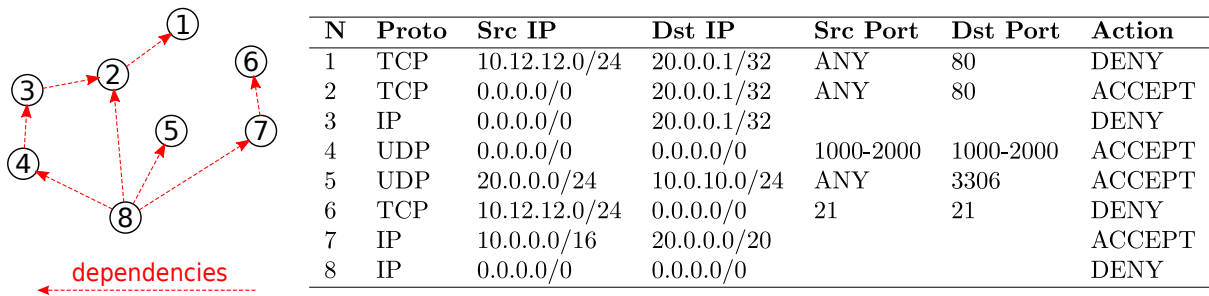 1
2
3
4
5
6
7
8
dependencies
N Proto Src IP Dst IP Src Port Dst Port Action
1 TCP 10.12.12.0/24 20.0.0.1/32 ANY 80 DENY
2 TCP 0.0.0.0/0 20.0.0.1/32 ANY 80 ACCEPT
3 IP 0.0.0.0/0 20.0.0.1/32 DENY
4 UDP 0.0.0.0/0 0.0.0.0/0 1000-2000 1000-2000 ACCEPT
5 UDP 20.0.0.0/24 10.0.10.0/24 ANY 3306 ACCEPT
6 TCP 10.12.12.0/24 0.0.0.0/0 21 21 DENY
7 IP 10.0.0.0/16 20.0.0.0/20 ACCEPT
8 IP 0.0.0.0/0 0.0.0.0/0 DENY